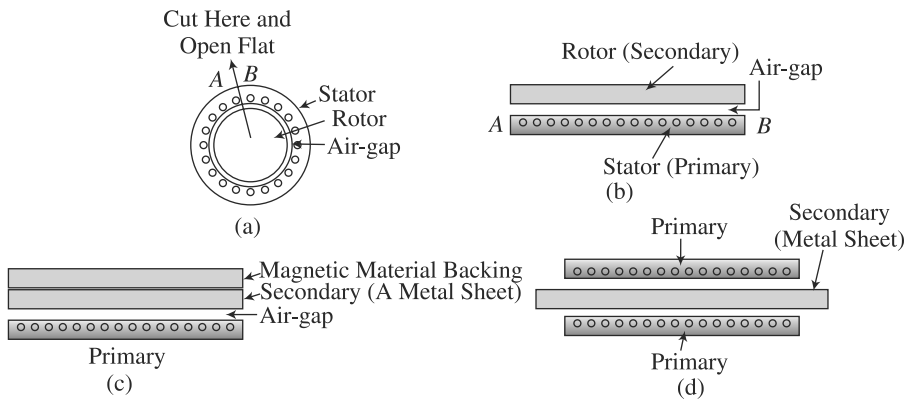 Cut Here and
Open Flat
A B
Stator
Rotor
Air-gap
(a)
Rotor (Secondary)
Air-gap
A B
Stator (Primary)
(b)
Magnetic Material Backing
Secondary (A Metal Sheet)
Air-gap
Primary
(c)
Secondary
(Metal Sheet)
Primary
Primary
(d)